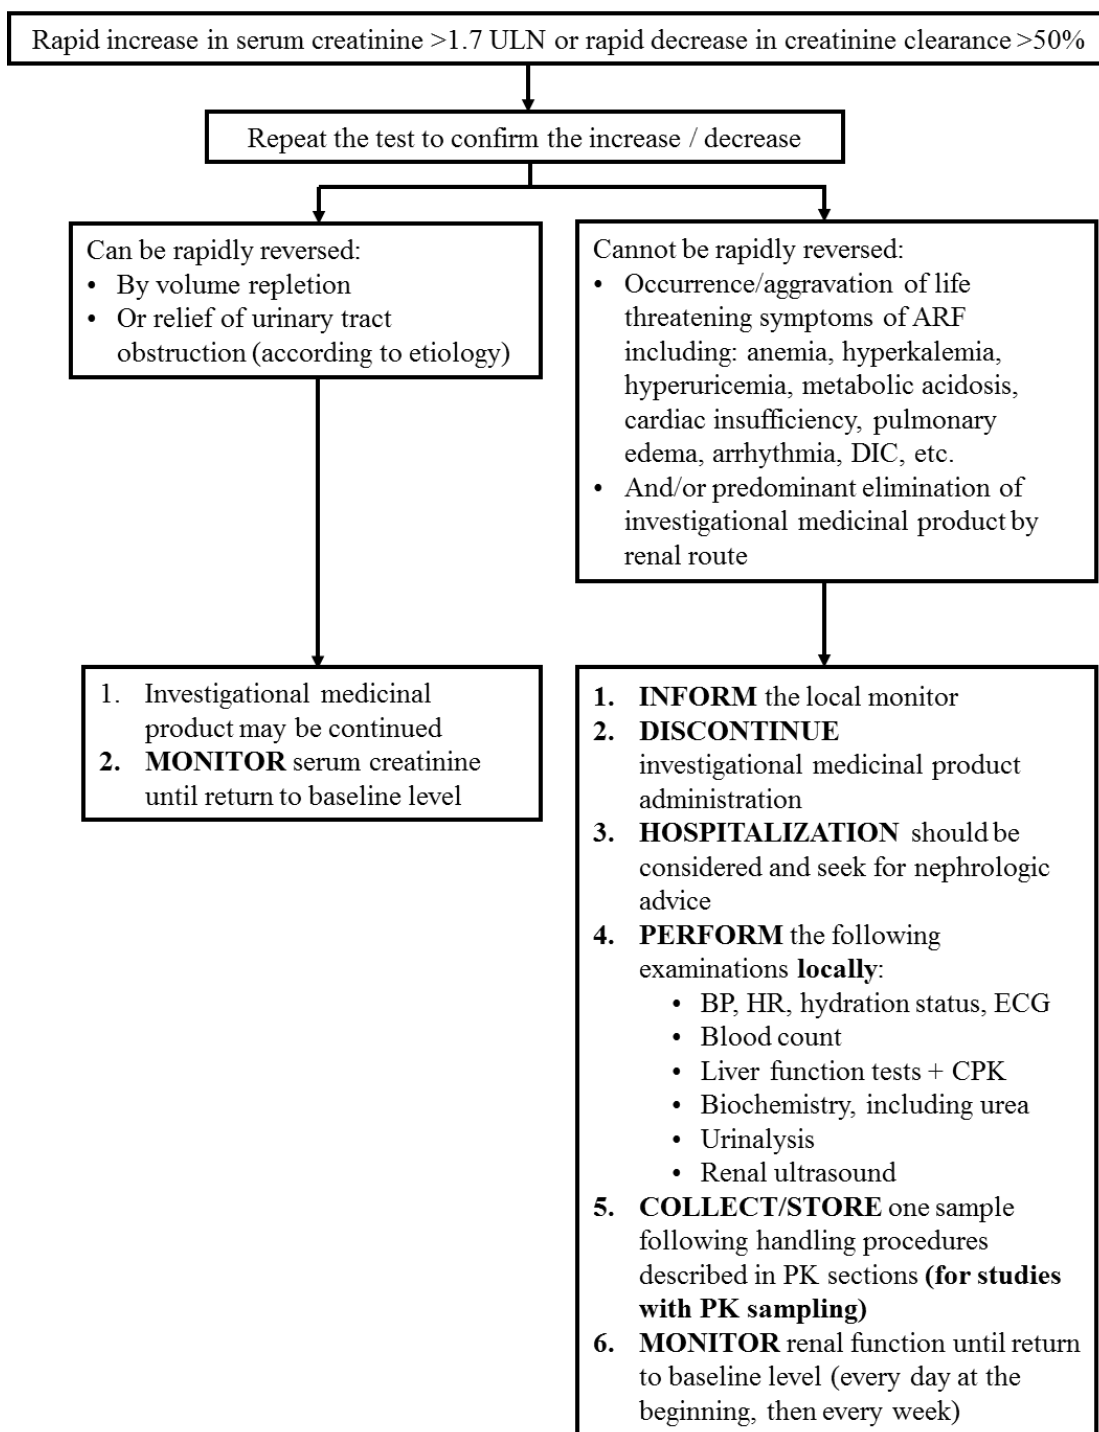 Rapid increase in serum creatinine >1.7 ULN or rapid decrease in creatinine clearance >50%
Repeat the test to confirm the increase / decrease
Can be rapidly reversed:
• By volume repletion
• Or relief of urinary tract
obstruction (according to etiology)
Cannot be rapidly reversed:
• Occurrence/aggravation of life
threatening symptoms of ARF
including: anemia, hyperkalemia,
hyperuricemia, metabolic acidosis,
cardiac insufficiency, pulmonary
edema, arrhythmia, DIC, etc.
• And/or predominant elimination of
investigational medicinal product by
renal route
1. Investigational medicinal
product may be continued
2. MONITOR serum creatinine
until return to baseline level
1. INFORM the local monitor
2. DISCONTINUE
investigational medicinal product
administration
3. HOSPITALIZATION should be
considered and seek for nephrologic
advice
4. PERFORM the following
examinations locally:
• BP, HR, hydration status, ECG
• Blood count
• Liver function tests + CPK
• Biochemistry, including urea
• Urinalysis
• Renal ultrasound
5. COLLECT/STORE one sample
following handling procedures
described in PK sections (for studies
with PK sampling)
6. MONITOR renal function until return
to baseline level (every day at the
beginning, then every week)